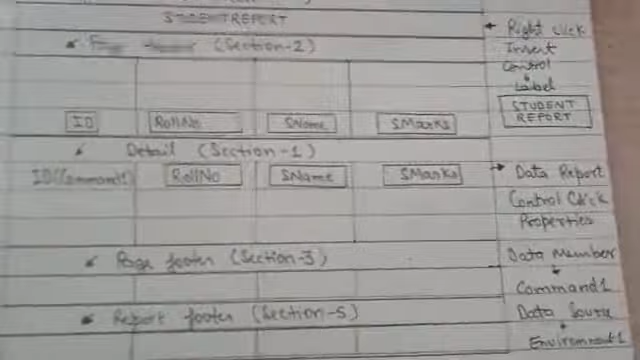 STUDENT REPORT
(Section-2)
ID RollNo SName SMarks
Detail (Section-1)
ID(Command1) RollNo SName SMarks
Page footer (Section-3)
Report footer (Section-5)
Right click
Insert
Control
Label
STUDENT
REPORT
Data Report
Control Click
Properties
Data Member
Command1
Data Source
Environment1